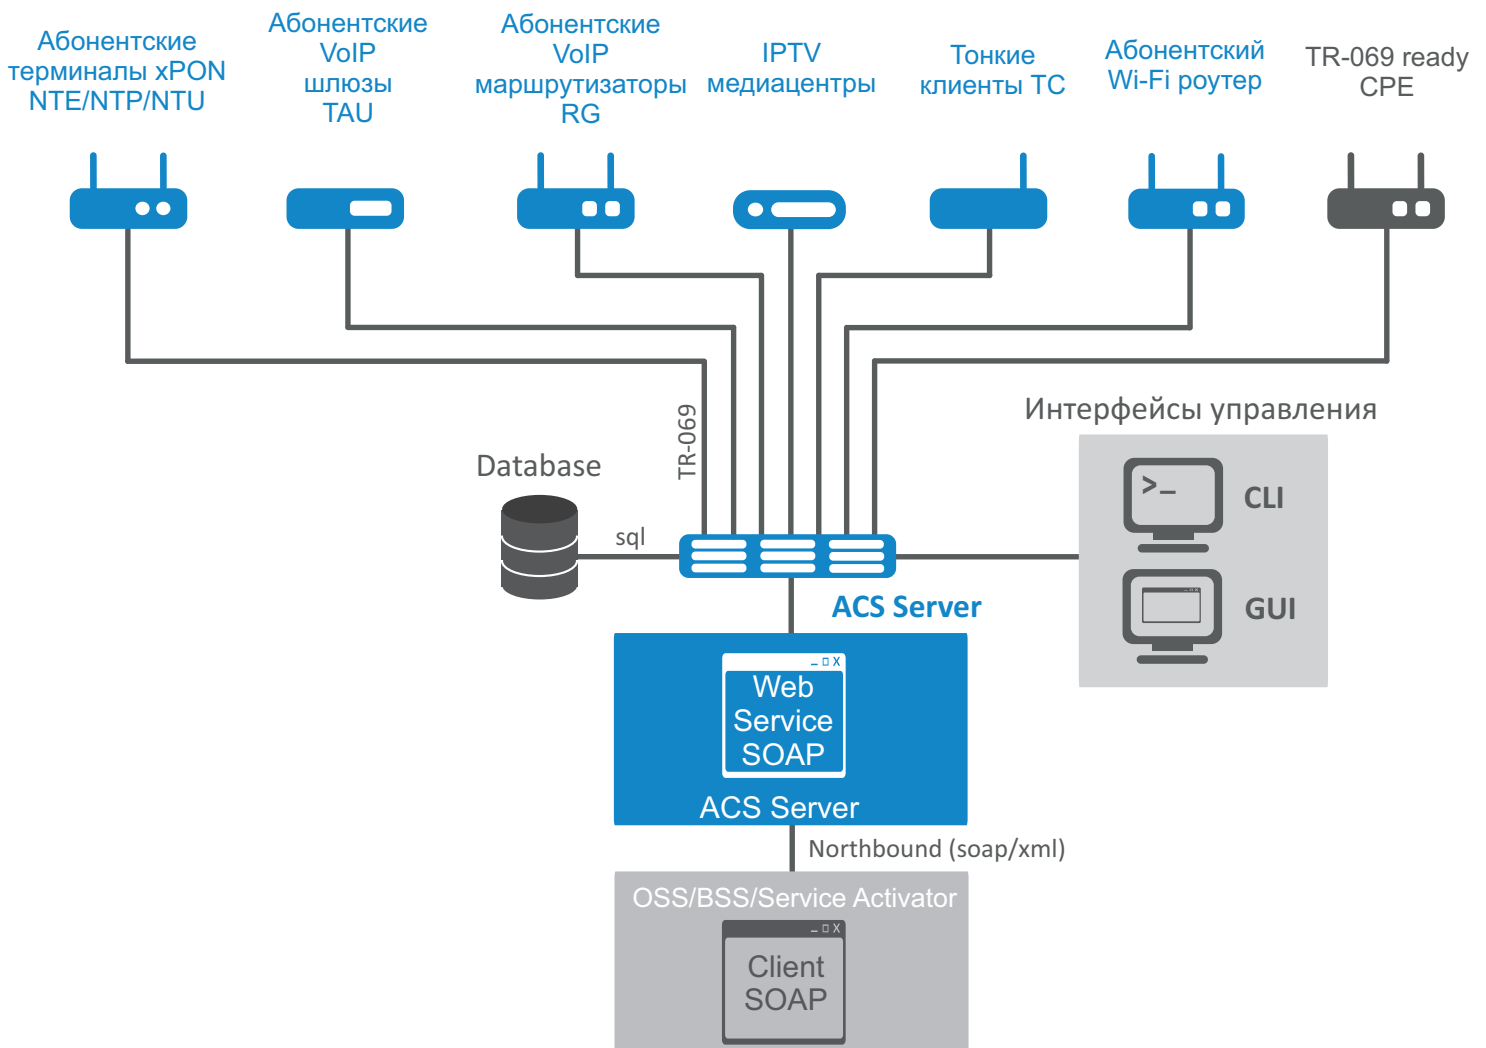 Абонентские
терминалы xPON
NTE/NTP/NTU
Абонентские
VoIP
шлюзы
TAU
Абонентские
VoIP
маршрутизаторы
RG
IPTV
медиацентры
Тонкие
клиенты ТС
Абонентский
Wi-Fi роутер
TR-069 ready
CPE
TR-069
Интерфейсы управления
>_
CLI
GUI
Database
sql
ACS Server
Web
Service
SOAP
ACS Server
Northbound (soap/xml)
OSS/BSS/Service Activator
Client
SOAP